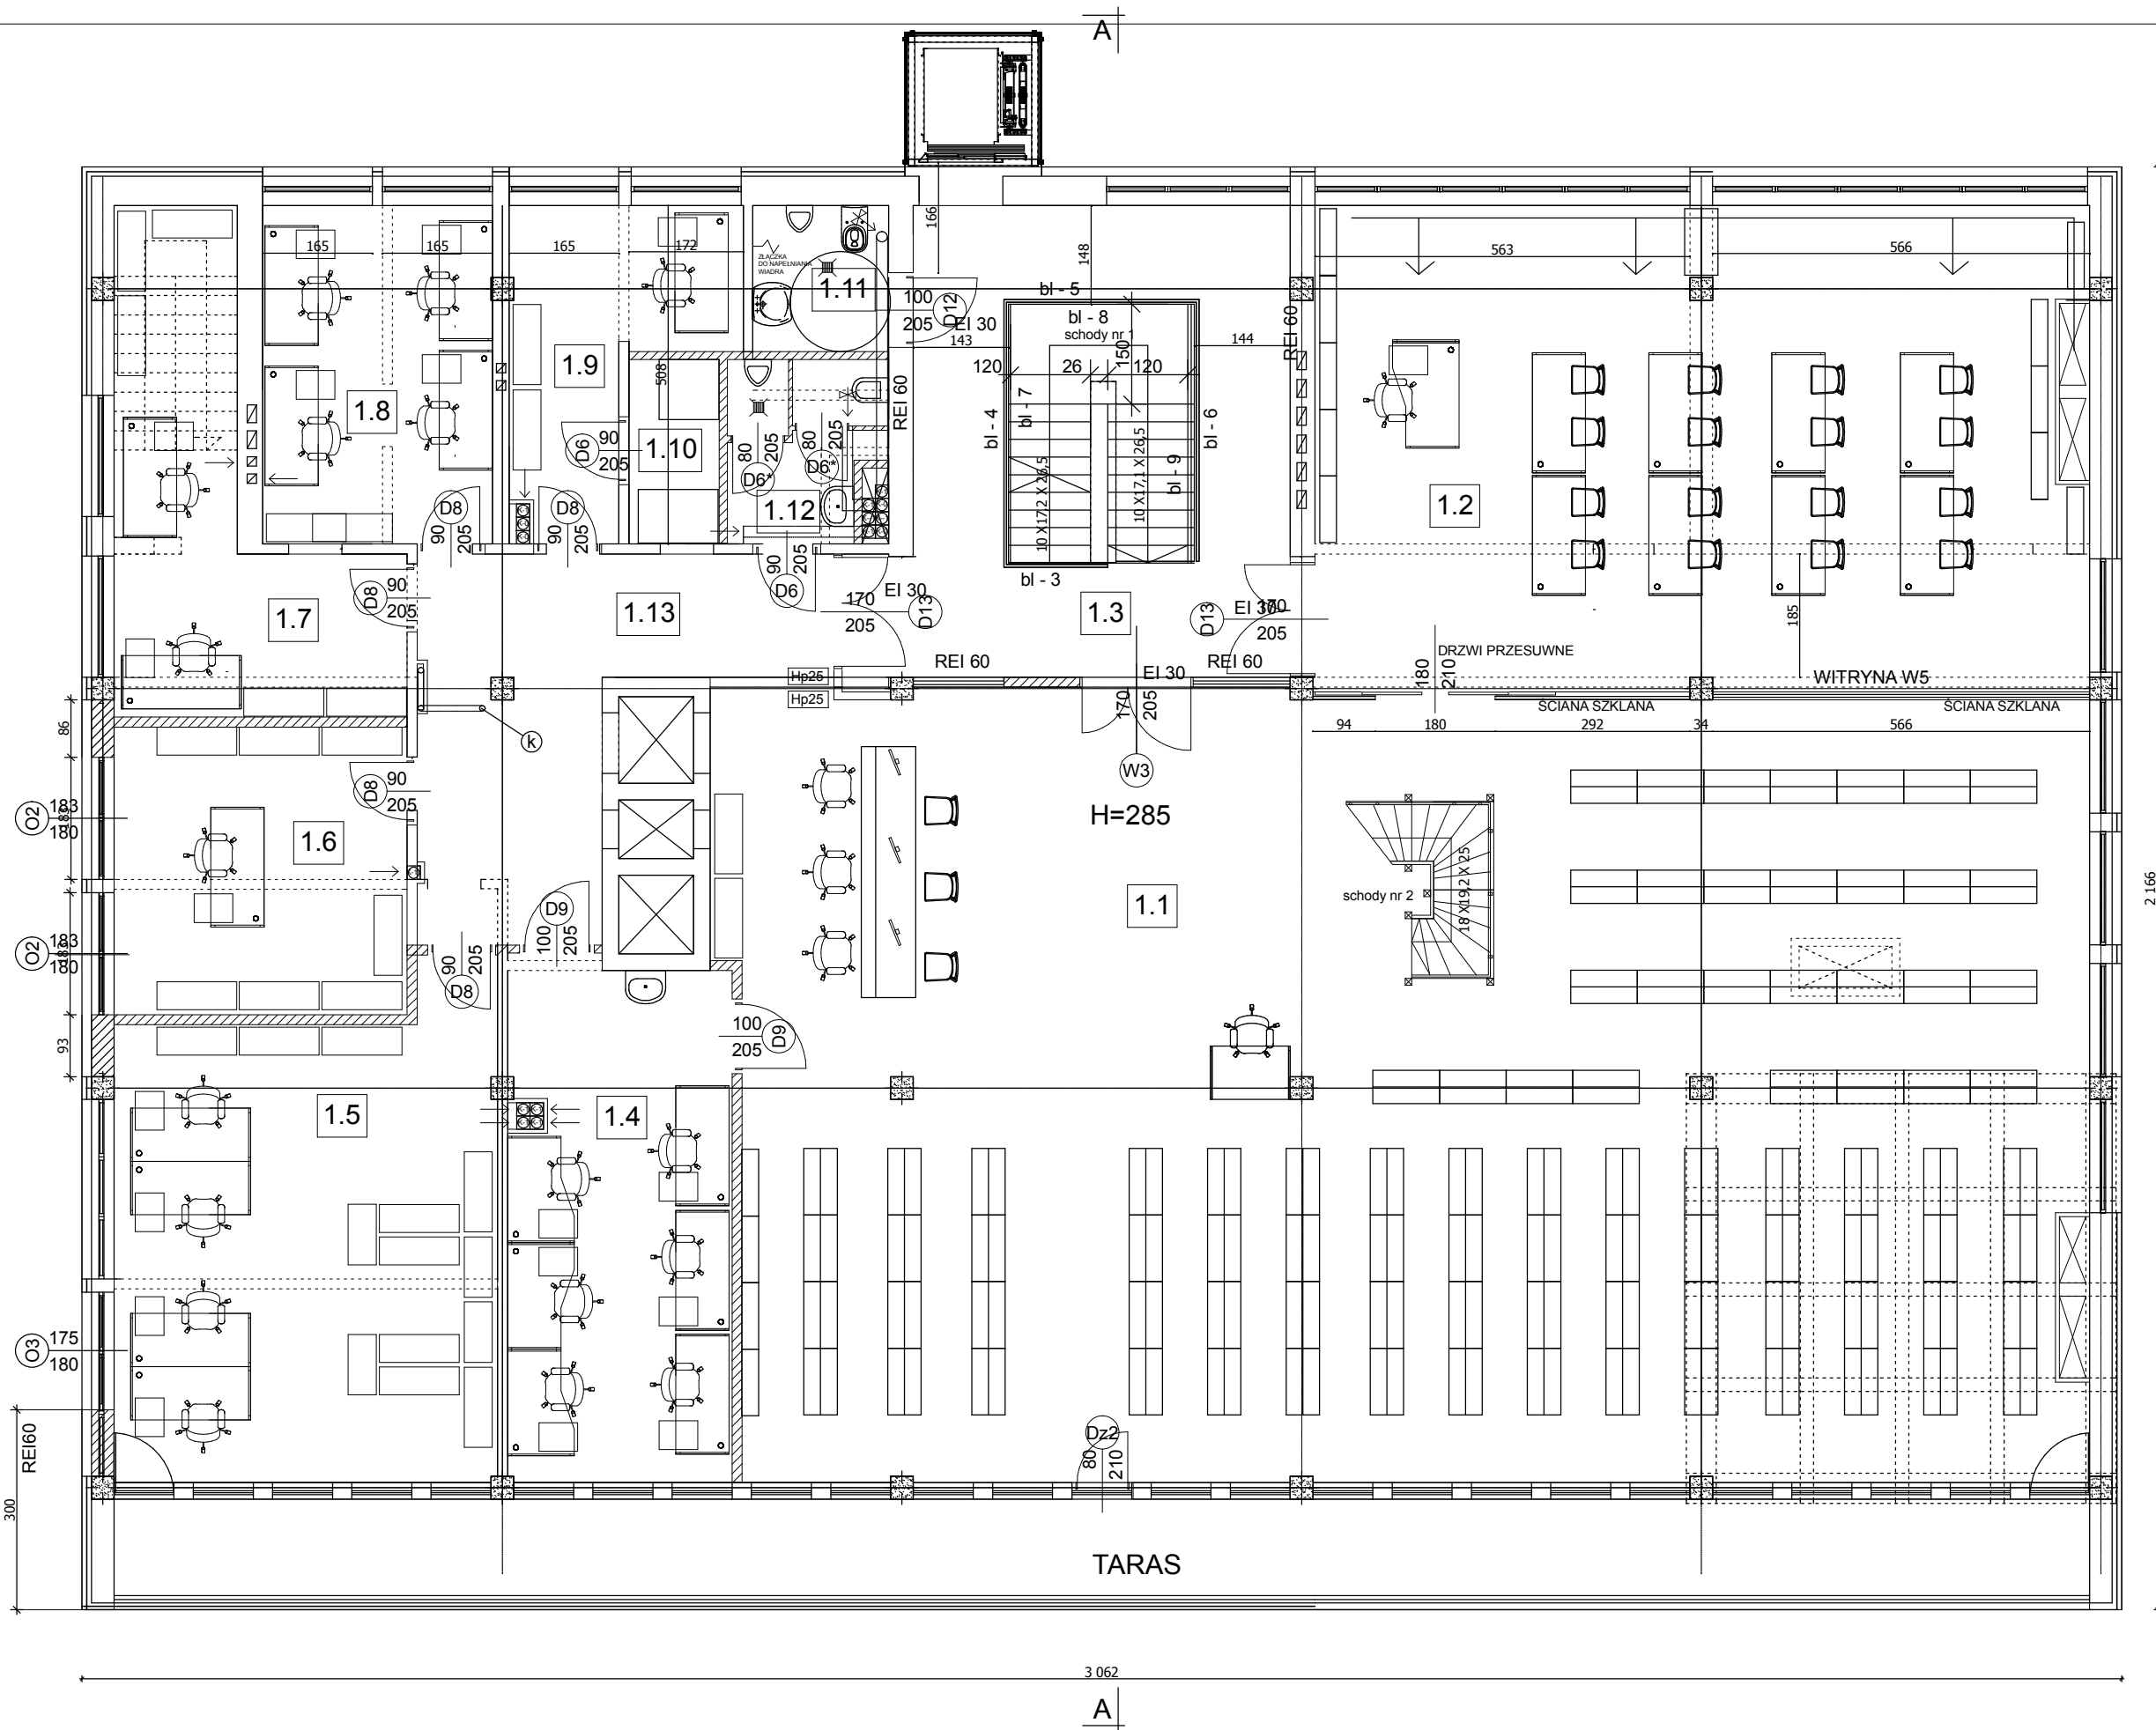 A
166
148
165
165
165
172
ZŁĄCZKA
DO NAPEŁNIANIA
WIADRA
1.11
100
205
D12
EI 30
143
bl - 5
bl - 8
schody nr 1
150
120
26
120
144
REI 60
563
566
1.8
1.9
508
1.10
D6
90
205
80
205
D6*
80
205
D6*
1.12
REI 60
bl - 4
bl - 7
bl - 6
bl - 9
10 X17,2 X 26,5
10 X17,1 X 26,5
bl - 3
1.2
D8
90
205
D8
90
205
90
205
D6
D8
90
205
1.7
1.13
EI 30
170
205
D13
1.3
D13
EI 30
170
205
185
DRZWI PRZESUWNE
180
210
WITRYNA W5
ŚCIANA SZKLANA
ŚCIANA SZKLANA
REI 60
EI 30
REI 60
Hp25
Hp25
170
205
94
180
292
34
566
86
k
W3
D8
90
205
H=285
O2
183
180
183
1.6
1.1
schody nr 2
18 X19,2 X 25
2 166
D9
100
205
O2
183
180
183
90
205
D8
93
100
205
D9
1.5
1.4
O3
175
180
REI60
300
Dz2
80
210
TARAS
3 062
A